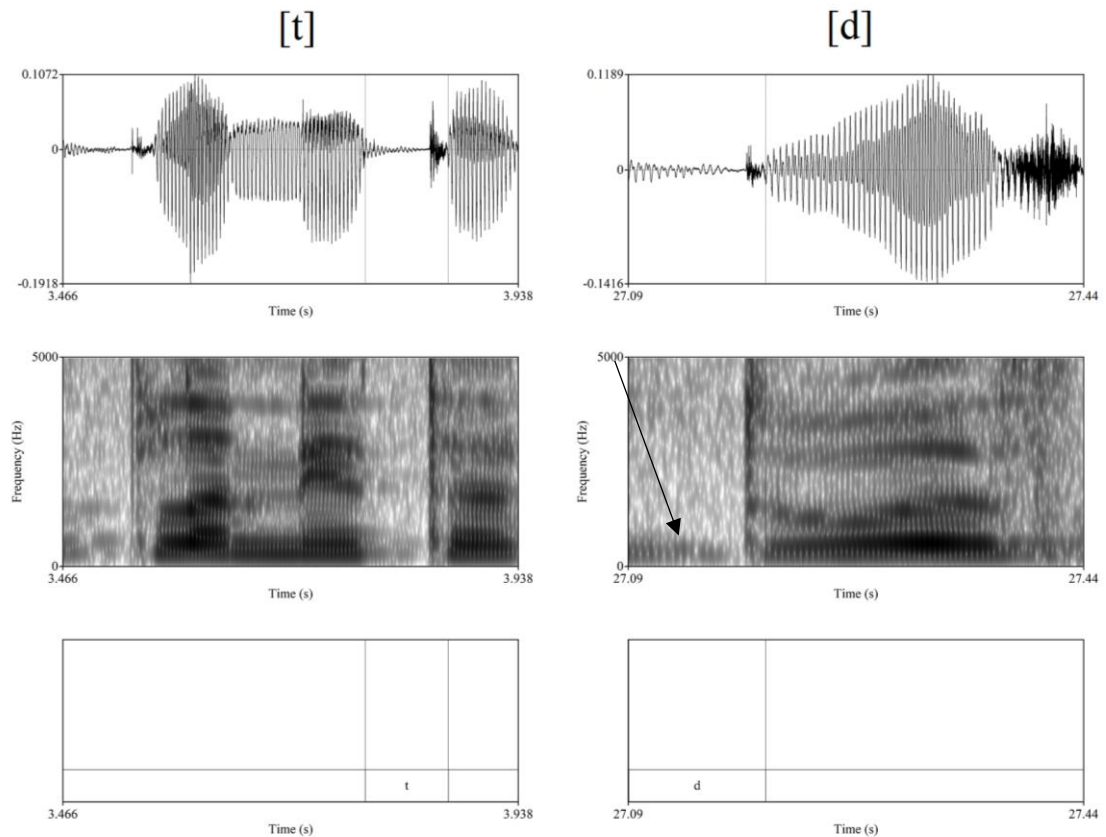 [t]
[d]
0.1072
0
-0.1918
3.466
3.938
Time (s)
0.1189
0
-0.1416
27.09
27.44
Time (s)
5000
Frequency (Hz)
0
3.466
3.938
Time (s)
5000
Frequency (Hz)
0
27.09
27.44
Time (s)
t
3.466
3.938
Time (s)
d
27.09
27.44
Time (s)